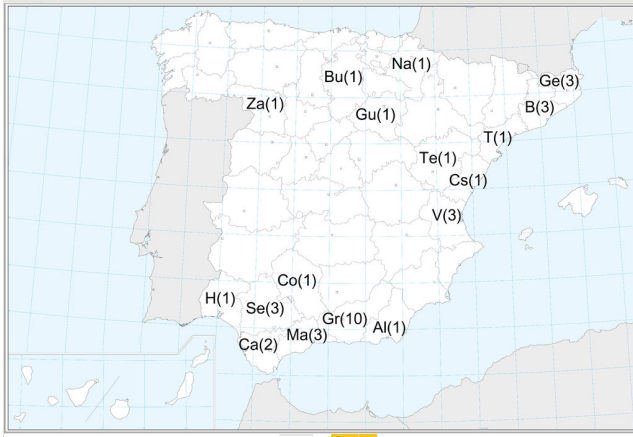 Na(1)
Bu(1)
Ge(3)
Za(1)
B(3)
Gu(1)
T(1)
Te(1)
Cs(1)
V(3)
Co(1)
H(1)
Se(3)
Gr(10)
Al(1)
Ma(3)
Ca(2)